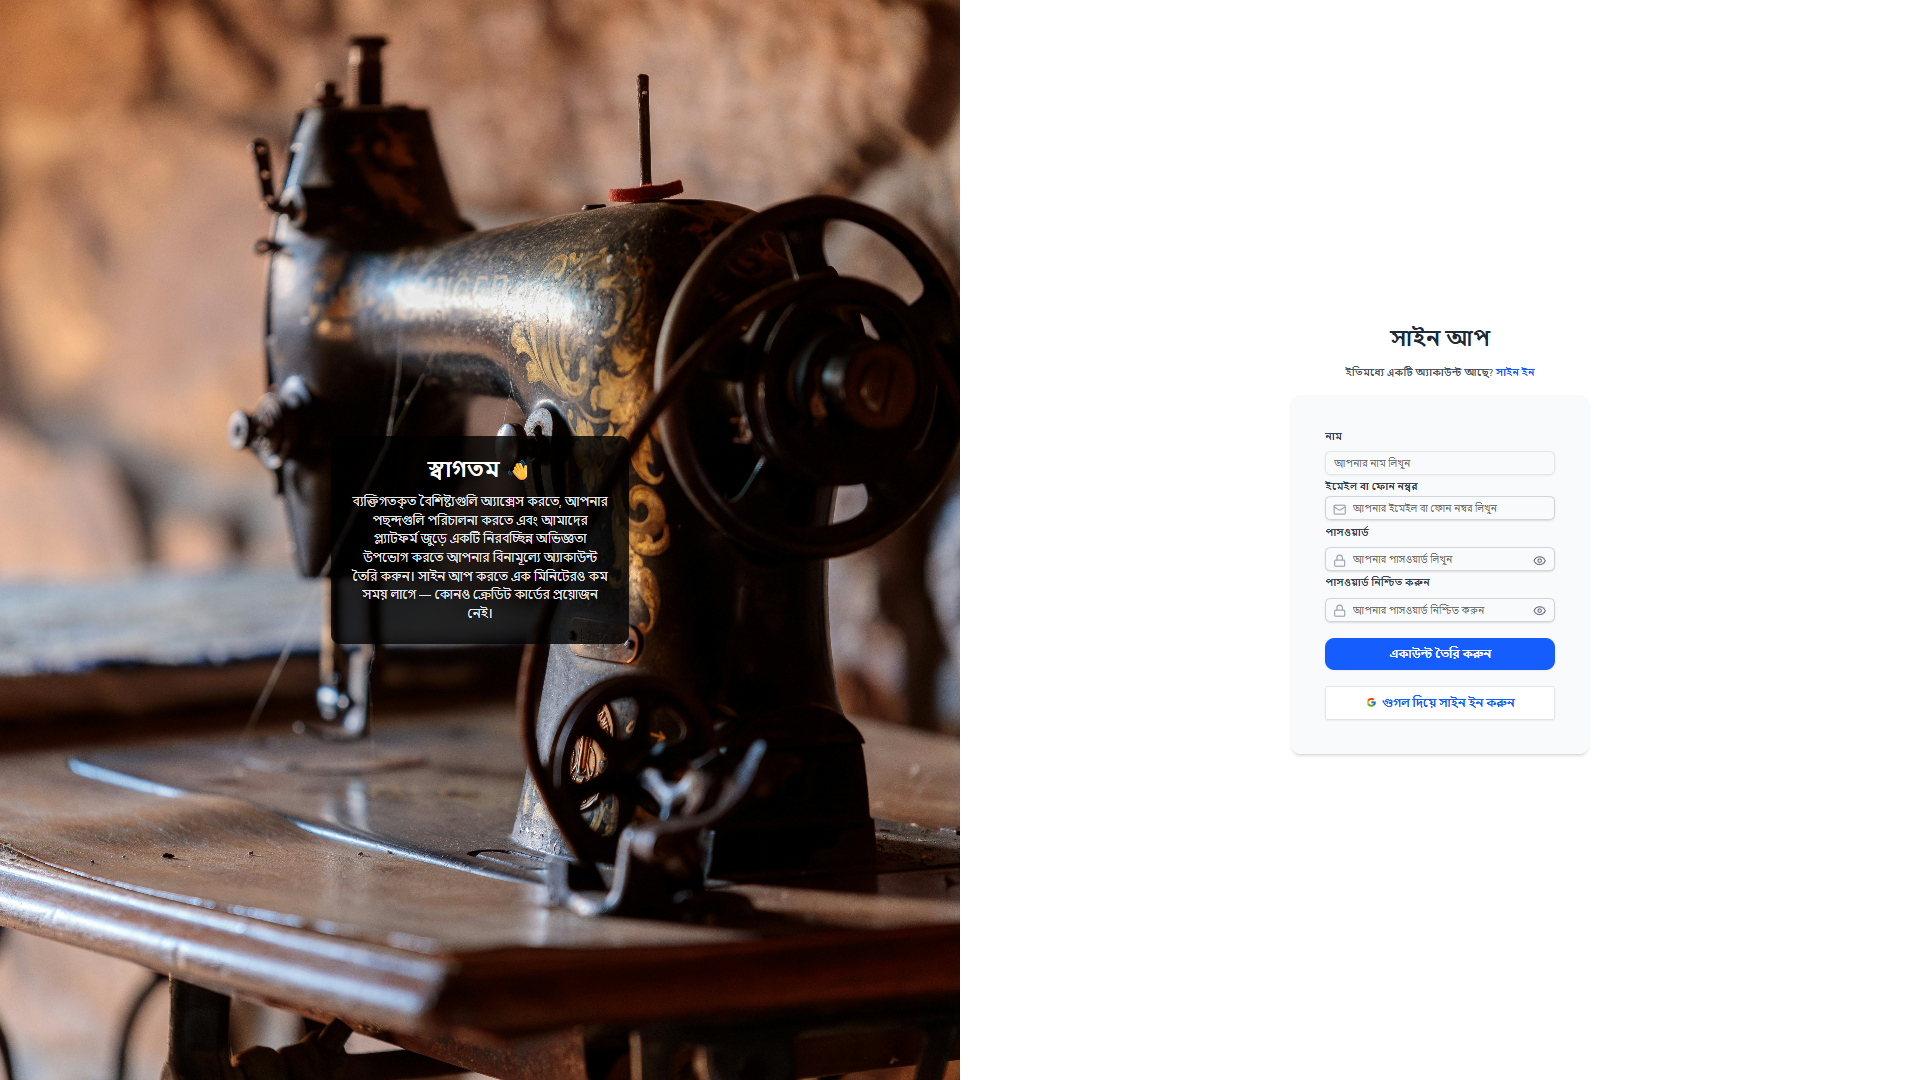 স্বাগতম 👋
ব্যক্তিগতকৃত বৈশিষ্ট্যগুলি অ্যাক্সেস করতে, আপনার
পছন্দগুলি পরিচালনা করতে এবং আমাদের
প্ল্যাটফর্ম জুড়ে একটি নিরবচ্ছিন্ন অভিজ্ঞতা
উপভোগ করতে আপনার বিনামূল্যে অ্যাকাউন্ট
তৈরি করুন। সাইন আপ করতে এক মিনিটেরও কম
সময় লাগে — কোনও ক্রেডিট কার্ডের প্রয়োজন
নেই।
সাইন আপ
ইতিমধ্যে একটি অ্যাকাউন্ট আছে? সাইন ইন
নাম
আপনার নাম লিখুন
ইমেইল বা ফোন নম্বর
আপনার ইমেইল বা ফোন নম্বর লিখুন
পাসওয়ার্ড
আপনার পাসওয়ার্ড লিখুন
পাসওয়ার্ড নিশ্চিত করুন
আপনার পাসওয়ার্ড নিশ্চিত করুন
একাউন্ট তৈরি করুন
গুগল দিয়ে সাইন ইন করুন